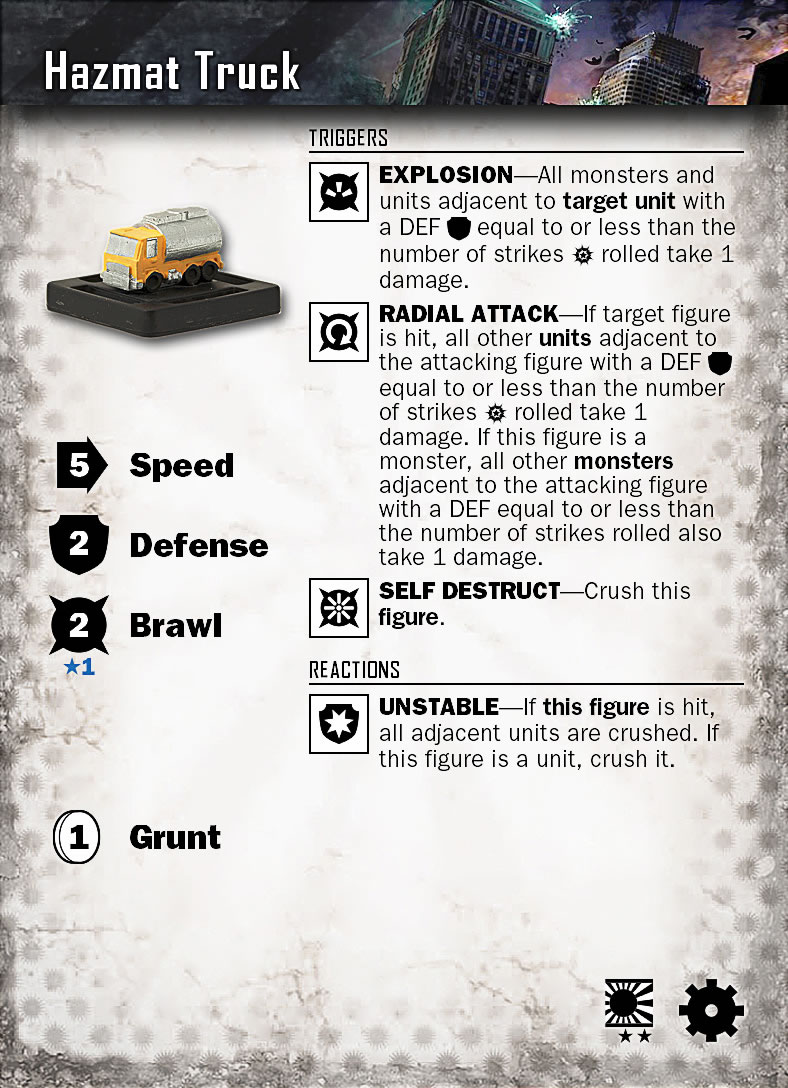 Hazmat Truck
TRIGGERS
EXPLOSION—All monsters and
units adjacent to target unit with
a DEF equal to or less than the
number of strikes rolled take 1
damage.
RADIAL ATTACK—If target figure
is hit, all other units adjacent to
the attacking figure with a DEF
equal to or less than the number
of strikes rolled take 1
damage. If this figure is a
monster, all other monsters
adjacent to the attacking figure
with a DEF equal to or less than
the number of strikes rolled also
take 1 damage.
SELF DESTRUCT—Crush this
figure.
REACTIONS
UNSTABLE—If this figure is hit,
all adjacent units are crushed. If
this figure is a unit, crush it.
5 Speed
2 Defense
2 Brawl
★1
1 Grunt